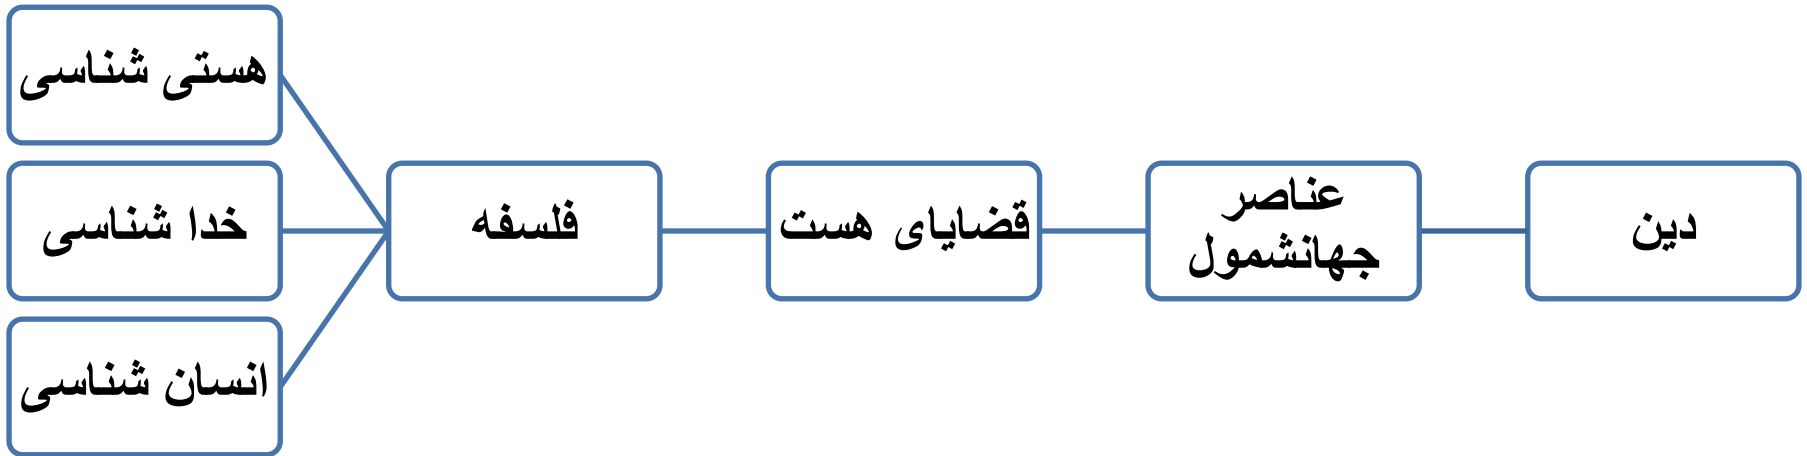 دین
عناصر
جهانشمول
قضایای هست
فلسفه
هستی شناسی
خدا شناسی
انسان شناسی